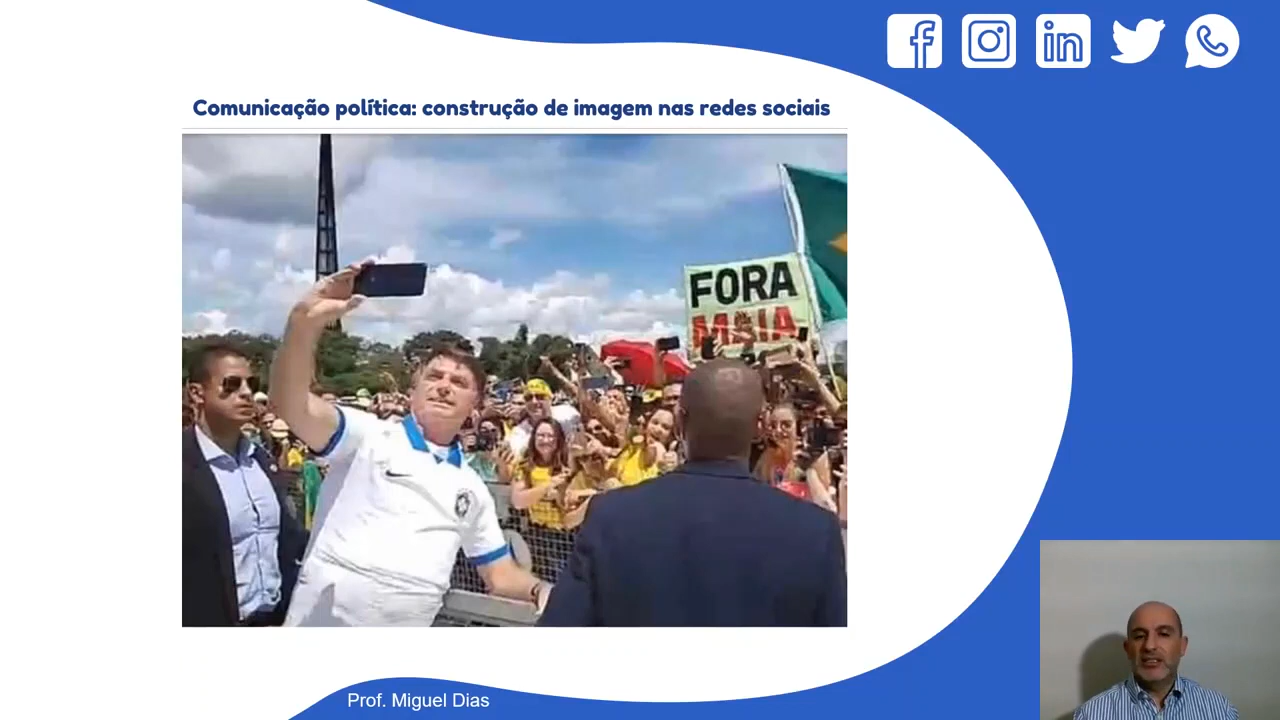 Comunicação política: construção de imagem nas redes sociais
FORA
MAIA
Prof. Miguel Dias